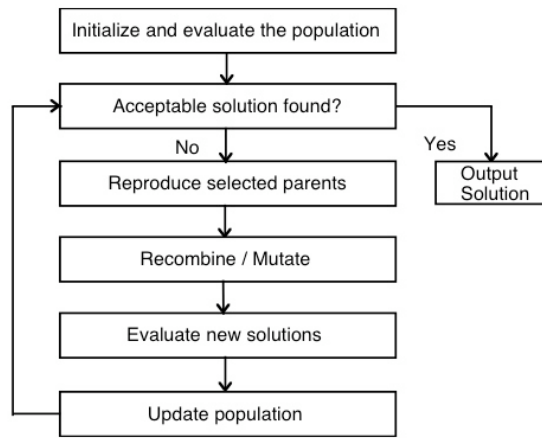 Initialize and evaluate the population
Acceptable solution found?
No
Yes
Reproduce selected parents
Output
Solution
Recombine / Mutate
Evaluate new solutions
Update population